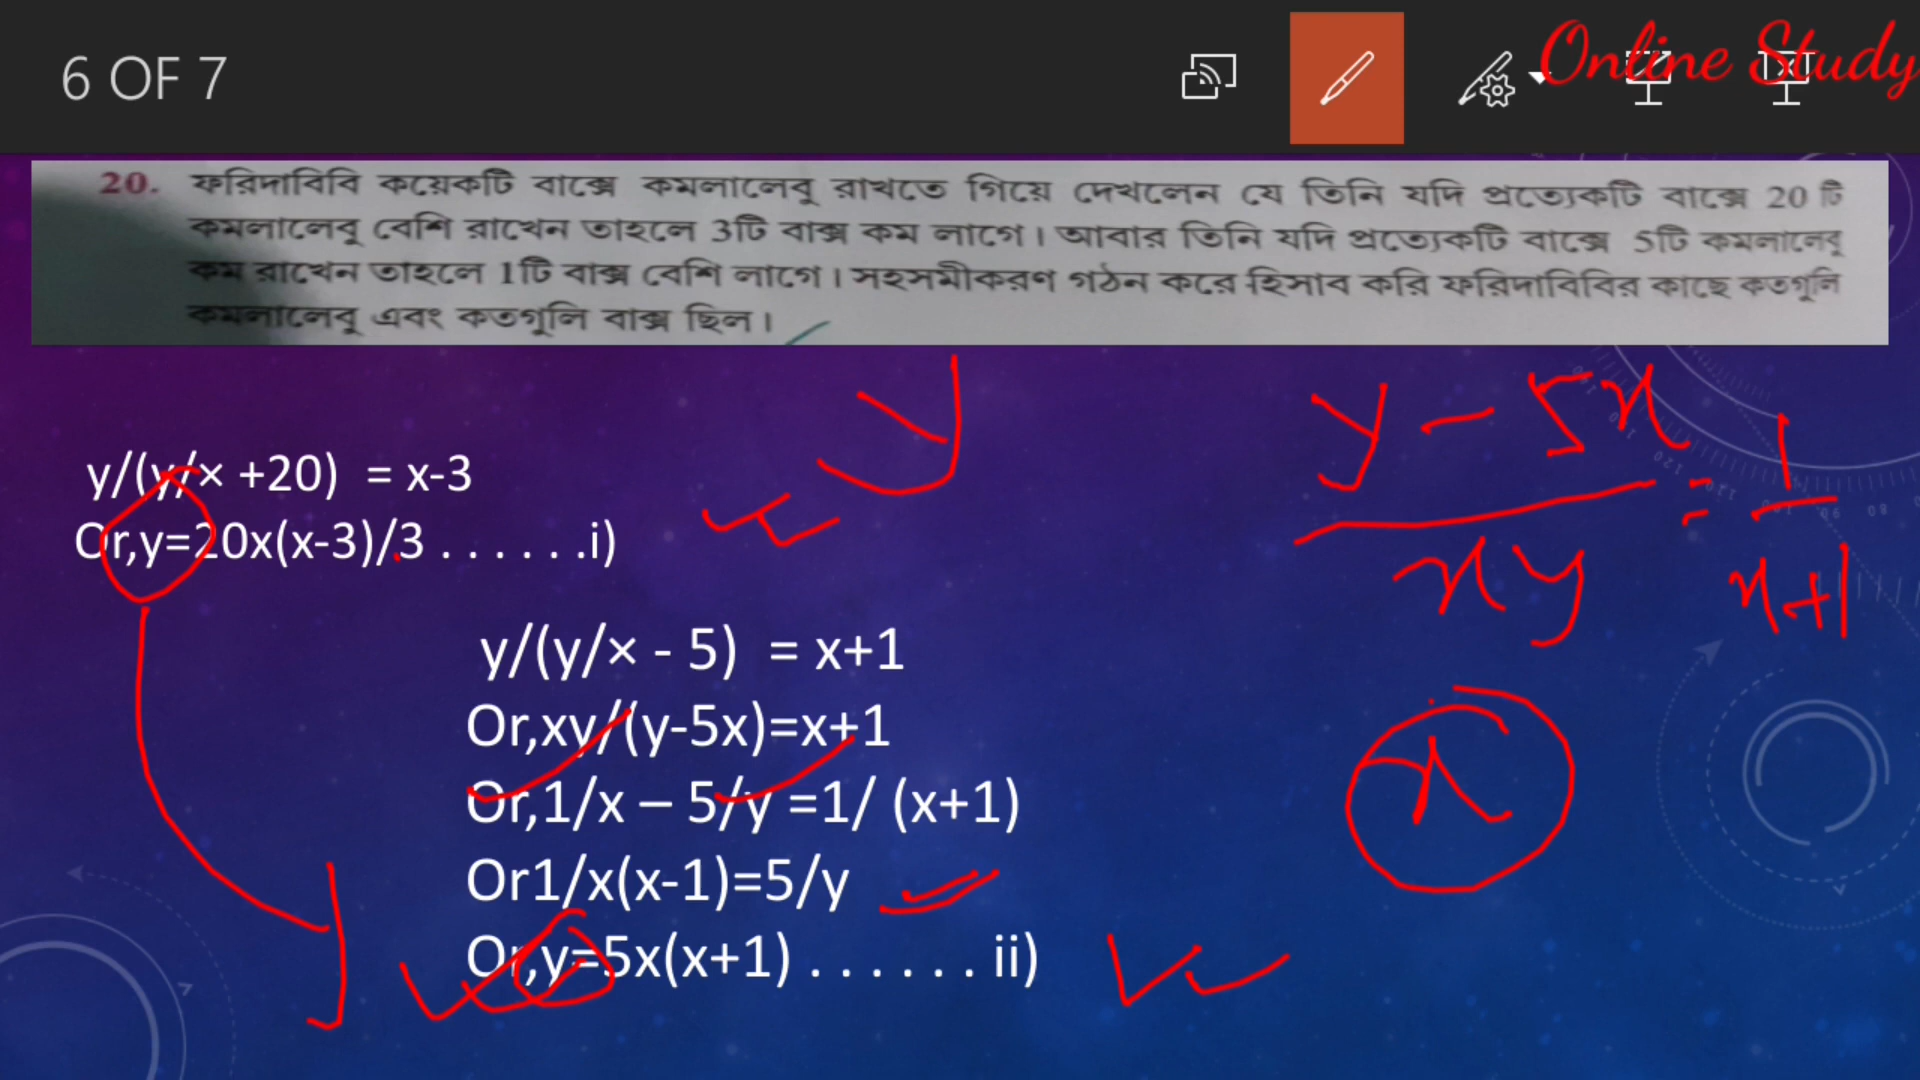 6 OF 7
Online Study
20. ফরিদাবিবি কয়েকটি বাক্সে কমলালেবু রাখতে গিয়ে দেখলেন যে তিনি যদি প্রত্যেকটি বাক্সে 20 টি
কমলালেবু বেশি রাখেন তাহলে 3টি বাক্স কম লাগে। আবার তিনি যদি প্রত্যেকটি বাক্সে 5টি কমলালেবু
কম রাখেন তাহলে 1টি বাক্স বেশি লাগে। সহসমীকরণ গঠন করে হিসাব করি ফরিদাবিবির কাছে কতগুলি
কমলালেবু এবং কতগুলি বাক্স ছিল।
y/(y/× +20) = x-3
Or,y=20x(x-3)/3 . . . . . .i)
y/(y/× - 5) = x+1
Or,xy/(y-5x)=x+1
Or,1/x – 5/y =1/ (x+1)
Or1/x(x-1)=5/y
Or,y=5x(x+1) . . . . . . ii)
y
y - 5x = 1
xy x+1
x